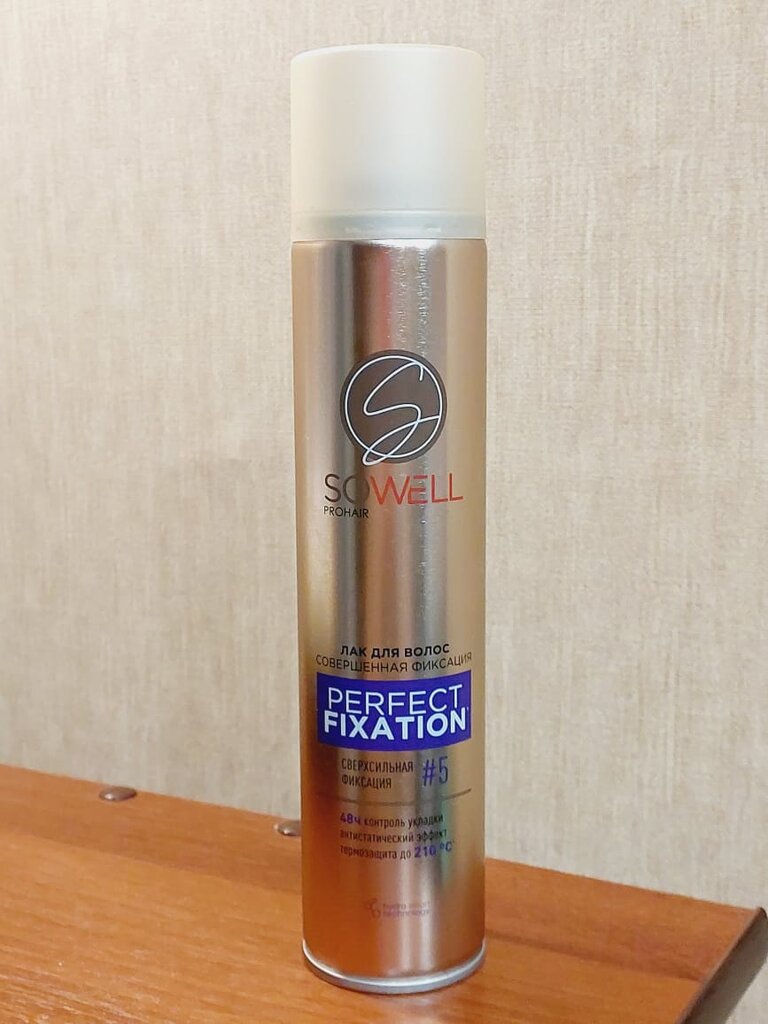 SOWELL
PROHAIR
ЛАК ДЛЯ ВОЛОС
СОВЕРШЕННАЯ ФИКСАЦИЯ
PERFECT
FIXATION
СВЕРХСИЛЬНАЯ
ФИКСАЦИЯ
#5
48ч контроль укладки
антистатический эффект
термозащита до 210 °C
technology